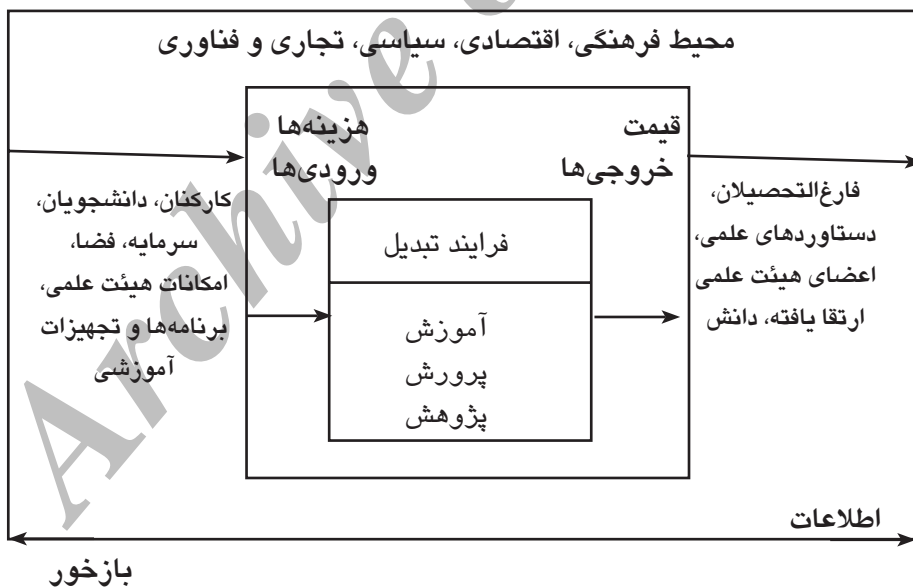 محیط فرهنگی، اقتصادی، سیاسی، تجاری و فناوری
هزینه‌ها
ورودی‌ها
قیمت
خروجی‌ها
کارکنان، دانشجویان،
سرمایه، فضا،
امکانات هیئت علمی،
برنامه‌ها و تجهیزات
آموزشی
فرایند تبدیل
آموزش
پرورش
پژوهش
فارغ‌التحصیلان،
دستاوردهای علمی،
اعضای هیئت علمی
ارتقا یافته، دانش
اطلاعات
بازخور
Archive